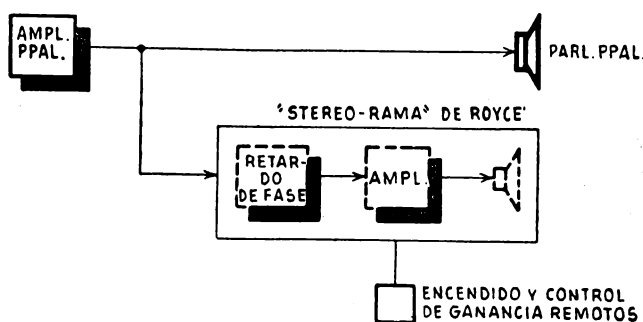 AMPL.
PPAL.
PARL. PPAL.
"STEREO-RAMA" DE ROYCE'
RETAR-
DO
DE FASE
AMPL.
ENCENDIDO Y CONTROL
DE GANANCIA REMOTOS